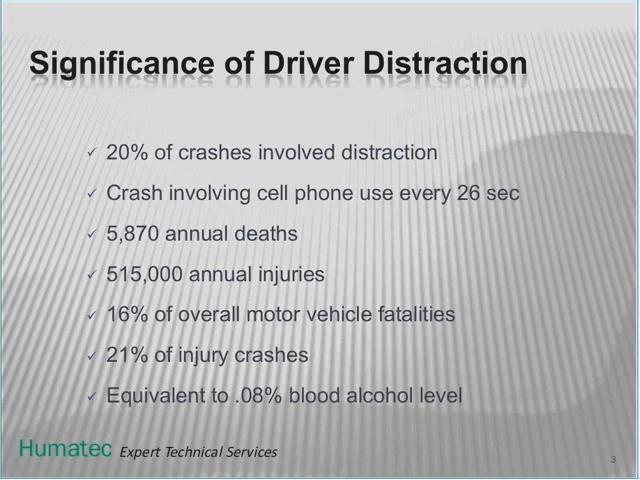 Significance of Driver Distraction
✓ 20% of crashes involved distraction
✓ Crash involving cell phone use every 26 sec
✓ 5,870 annual deaths
✓ 515,000 annual injuries
✓ 16% of overall motor vehicle fatalities
✓ 21% of injury crashes
✓ Equivalent to .08% blood alcohol level
Humatec Expert Technical Services
3